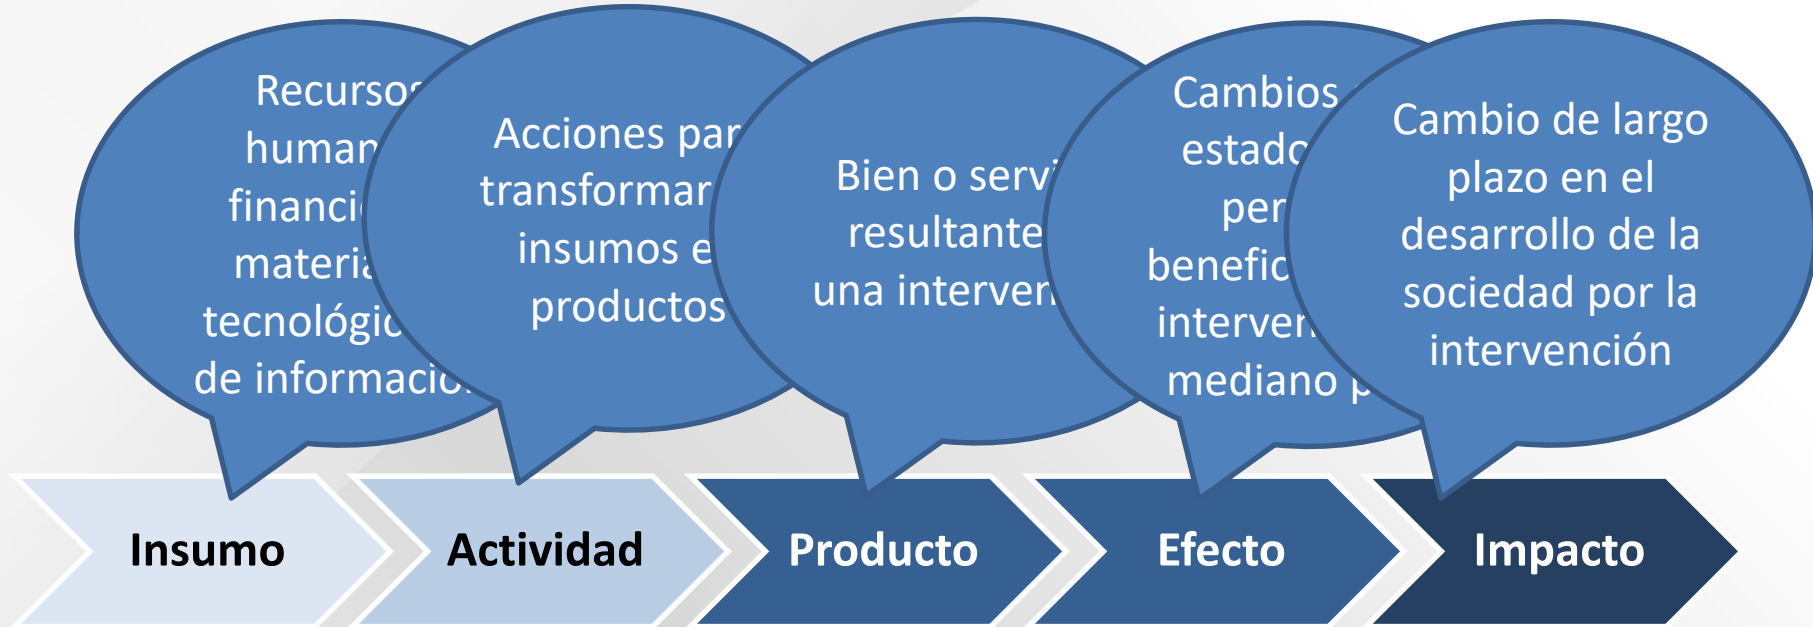 Recursos
human
financi
materia
tecnológic
de informació
Acciones par
transformar
insumos e
productos
Bien o servi
resultante
una interven
Cambios
estado
per
benefic
interven
mediano p
Cambio de largo
plazo en el
desarrollo de la
sociedad por la
intervención
Insumo
Actividad
Producto
Efecto
Impacto